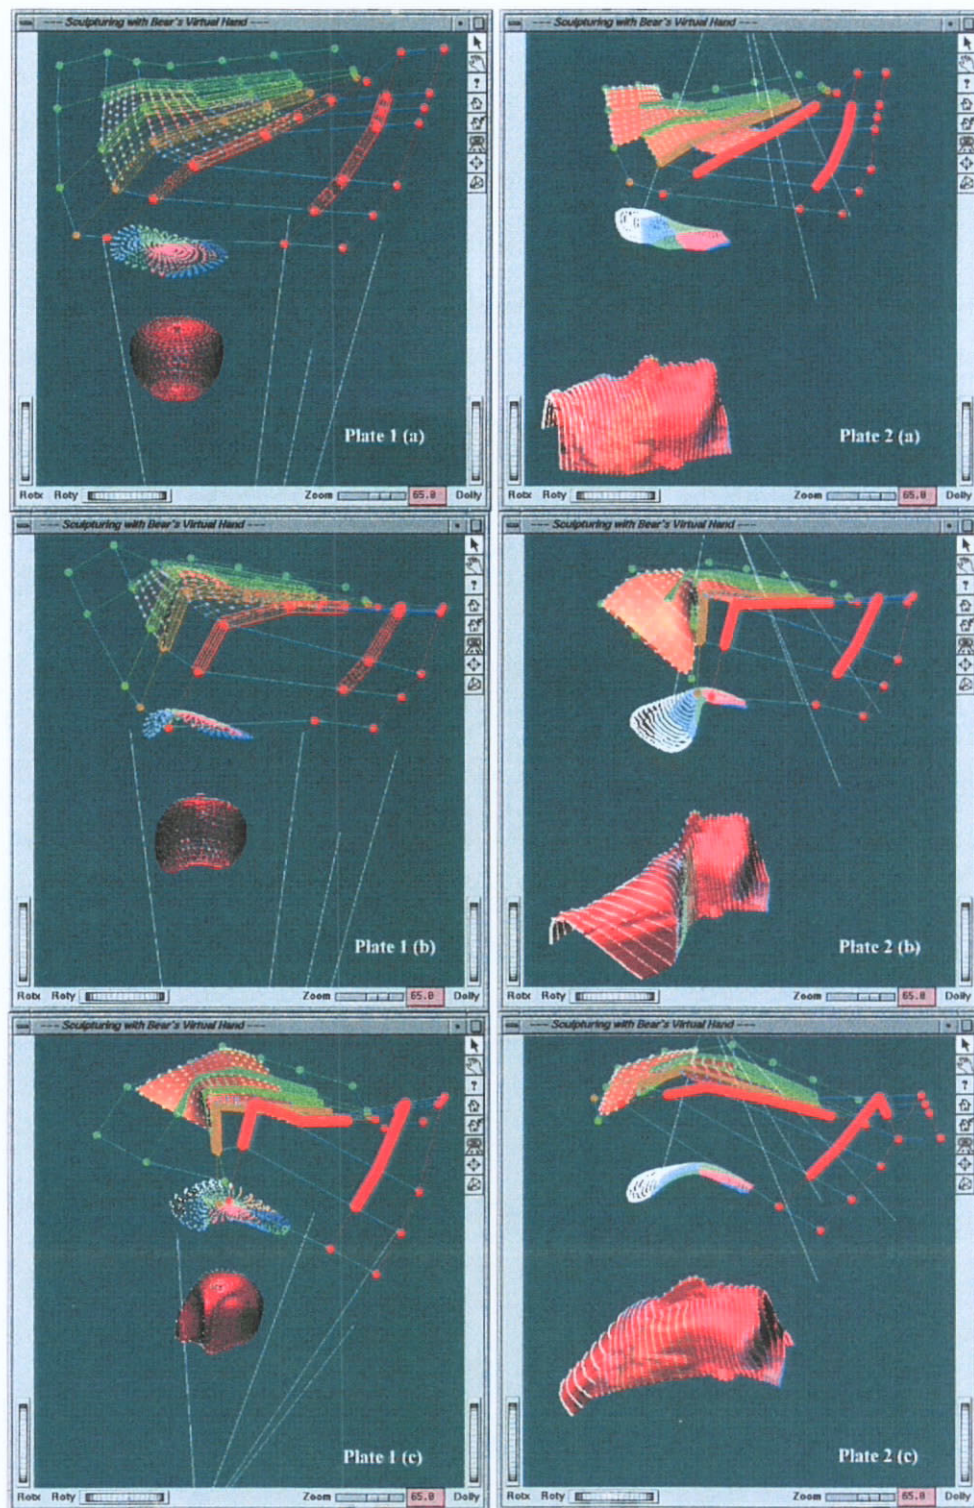 ---- Sculpturing with Bear's Virtual Hand ----
?
Plate 1 (a)
Rotx Roty Zoom 65.0 Dolly
---- Sculpturing with Bear's Virtual Hand ----
?
Plate 2 (a)
Rotx Roty Zoom 65.0 Dolly
---- Sculpturing with Bear's Virtual Hand ----
?
Plate 1 (b)
Rotx Roty Zoom 65.0 Dolly
---- Sculpturing with Bear's Virtual Hand ----
?
Plate 2 (b)
Rotx Roty Zoom 65.0 Dolly
---- Sculpturing with Bear's Virtual Hand ----
?
Plate 1 (c)
Rotx Roty Zoom 65.0 Dolly
---- Sculpturing with Bear's Virtual Hand ----
?
Plate 2 (c)
Rotx Roty Zoom 65.0 Dolly